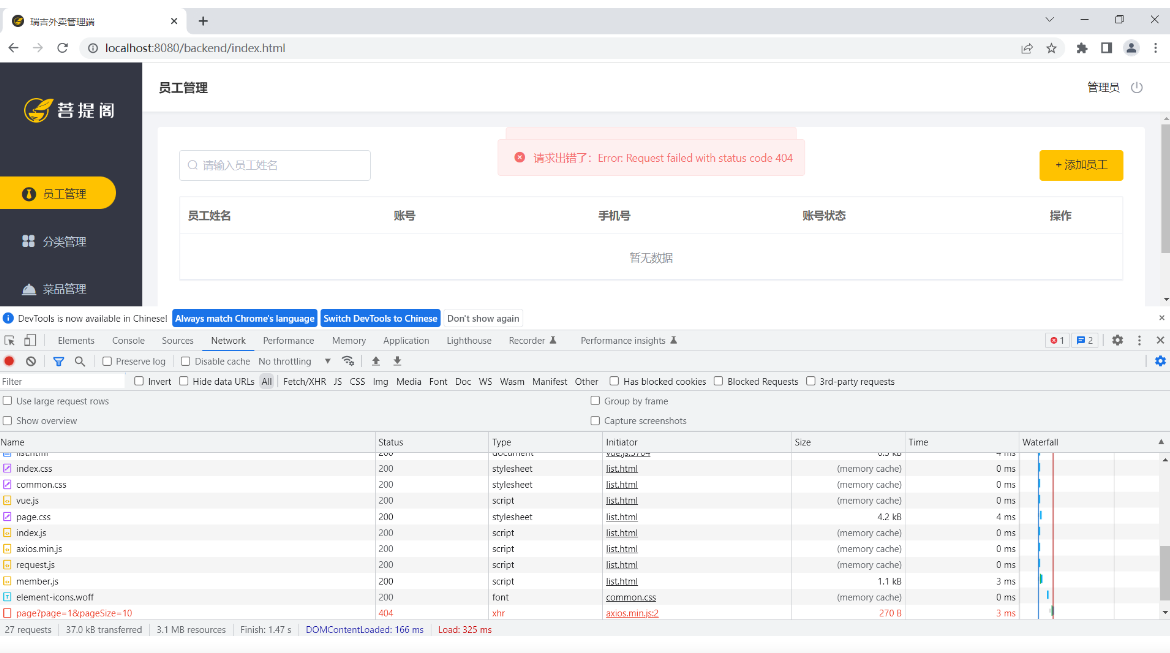 瑞吉外卖管理端
localhost:8080/backend/index.html
菩提阁
员工管理
管理员
请输入员工姓名
请求出错了：Error: Request failed with status code 404
+ 添加员工
员工管理
员工姓名 账号 手机号 账号状态 操作
分类管理
暂无数据
菜品管理
DevTools is now available in Chinese! Always match Chrome's language Switch DevTools to Chinese Don't show again
Elements Console Sources Network Performance Memory Application Lighthouse Recorder Performance insights 1 2
Preserve log Disable cache No throttling
Filter Invert Hide data URLs All Fetch/XHR JS CSS Img Media Font Doc WS Wasm Manifest Other Has blocked cookies Blocked Requests 3rd-party requests
Use large request rows Group by frame
Show overview Capture screenshots
Name Status Type Initiator Size Time Waterfall
index.css 200 stylesheet list.html (memory cache) 0 ms
common.css 200 stylesheet list.html (memory cache) 0 ms
vue.js 200 script list.html (memory cache) 0 ms
page.css 200 stylesheet list.html 4.2 kB 4 ms
index.js 200 script list.html (memory cache) 0 ms
axios.min.js 200 script list.html (memory cache) 0 ms
request.js 200 script list.html (memory cache) 0 ms
member.js 200 script list.html 1.1 kB 3 ms
element-icons.woff 200 font common.css (memory cache) 0 ms
page?page=1&pageSize=10 404 xhr axios.min.js:2 270 B 3 ms
27 requests 37.0 kB transferred 3.1 MB resources Finish: 1.47 s DOMContentLoaded: 166 ms Load: 325 ms